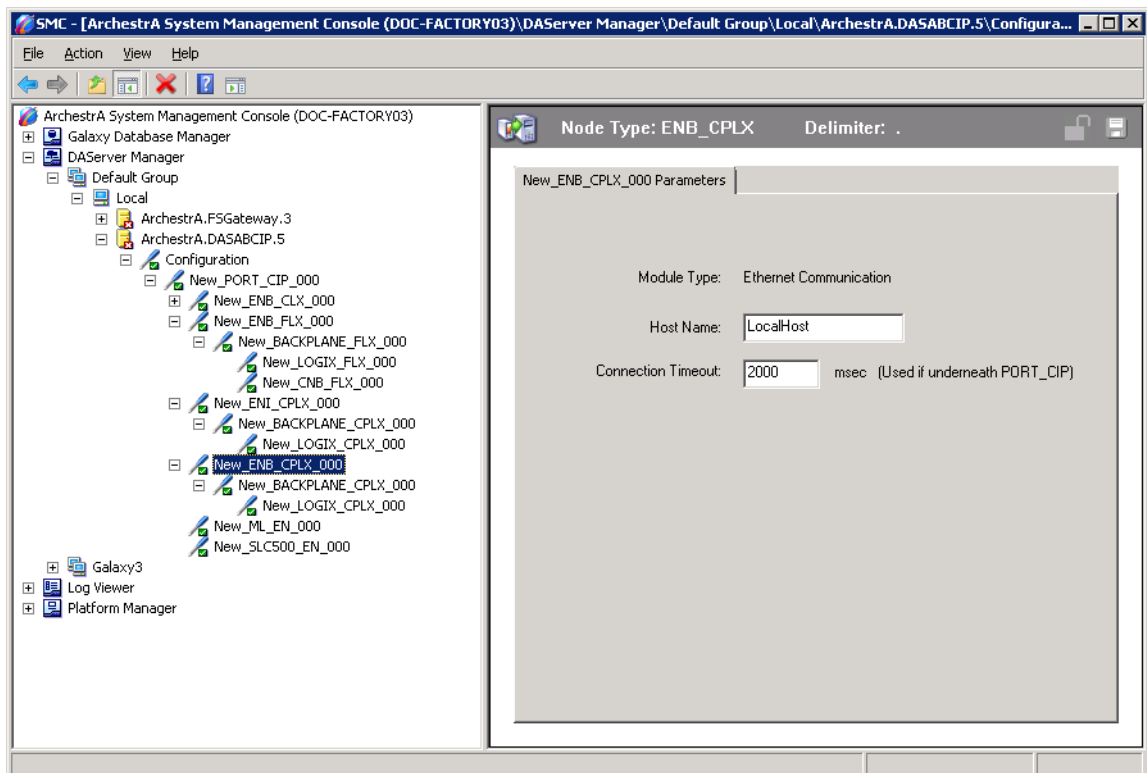 SMC - [ArchestrA System Management Console (DOC-FACTORY03)\DAServer Manager\Default Group\Local\ArchestrA.DASABCIP.5\Configura...
File Action View Help
ArchestrA System Management Console (DOC-FACTORY03)
Galaxy Database Manager
DAServer Manager
Default Group
Local
ArchestrA.FSGateway.3
ArchestrA.DASABCIP.5
Configuration
New_PORT_CIP_000
New_ENB_CLX_000
New_ENB_FLX_000
New_BACKPLANE_FLX_000
New_LOGIX_FLX_000
New_CNB_FLX_000
New_ENI_CPLX_000
New_BACKPLANE_CPLX_000
New_LOGIX_CPLX_000
New_ENB_CPLX_000
New_BACKPLANE_CPLX_000
New_LOGIX_CPLX_000
New_ML_EN_000
New_SLC500_EN_000
Galaxy3
Log Viewer
Platform Manager
Node Type: ENB_CPLX Delimiter: .
New_ENB_CPLX_000 Parameters
Module Type: Ethernet Communication
Host Name: LocalHost
Connection Timeout: 2000 msec (Used if underneath PORT_CIP)